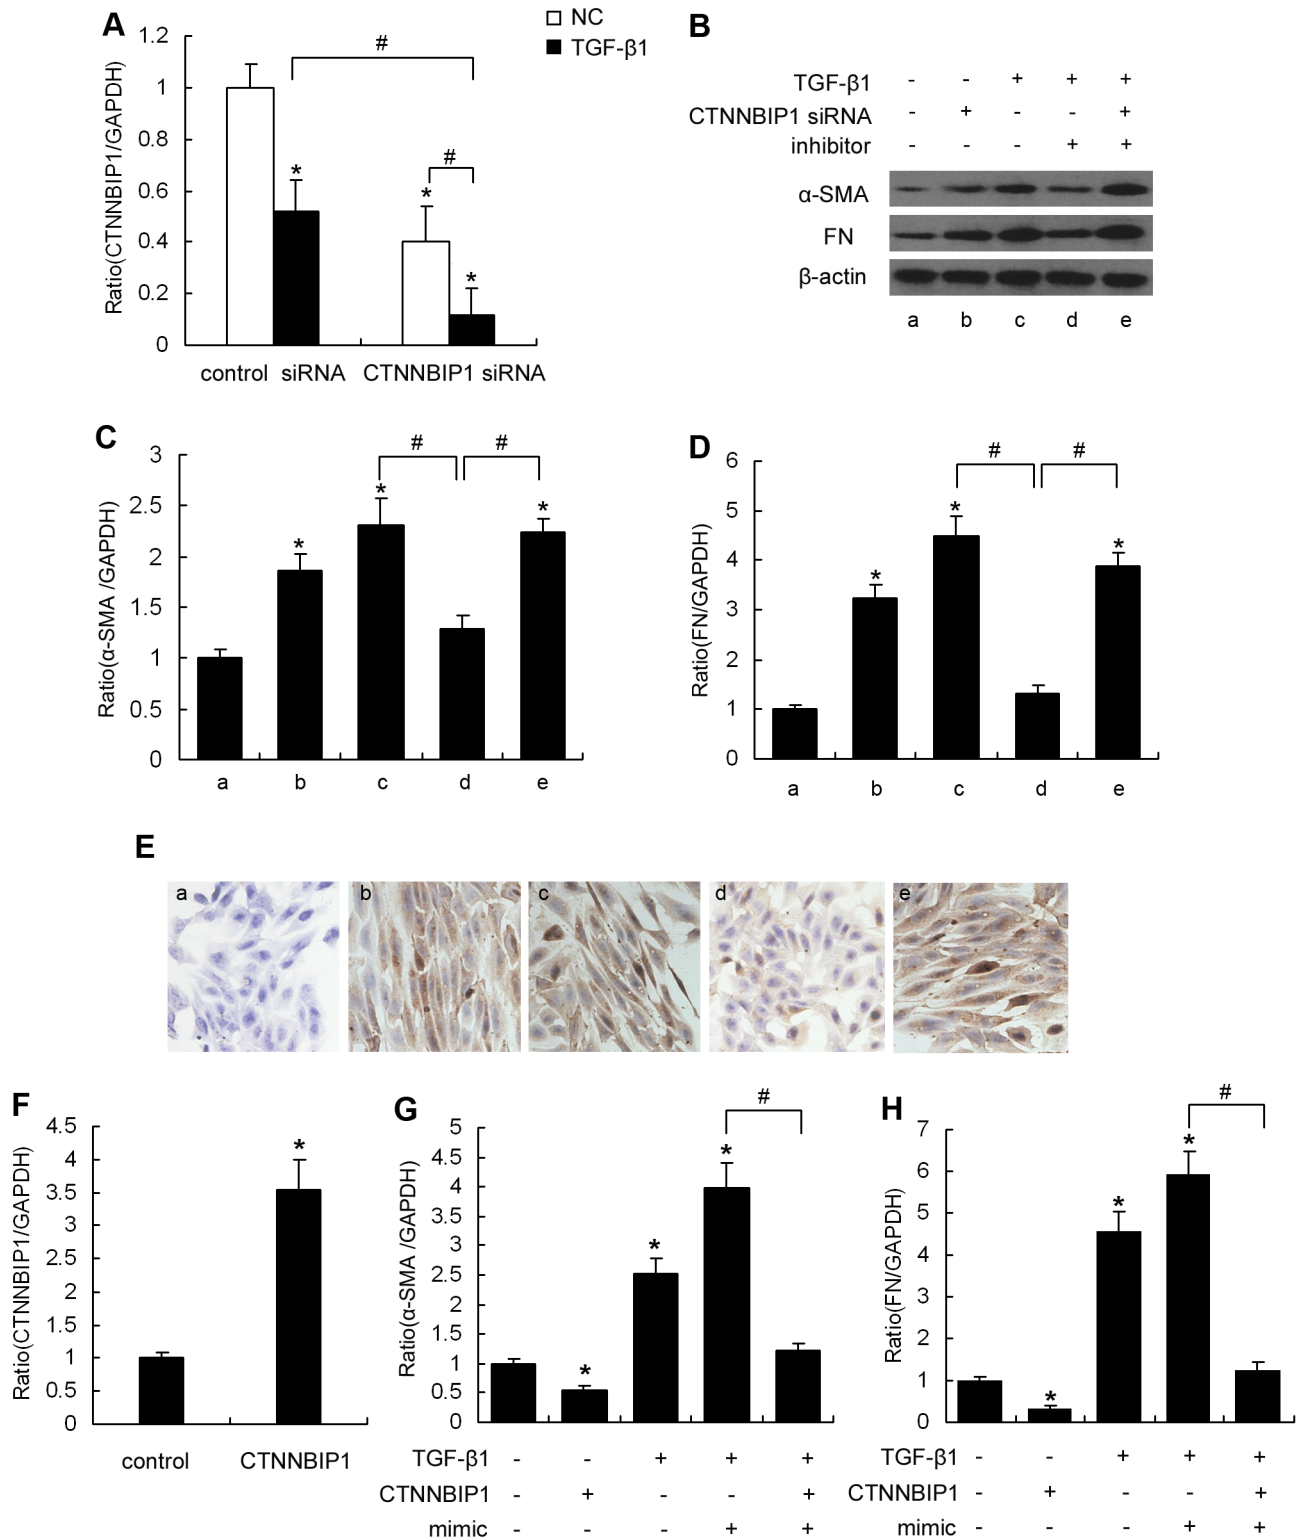 A
NC
TGF-β1
Ratio(CTNNBIP1/GAPDH)
1.2
1
0.8
0.6
0.4
0.2
0
#
#
*
*
*
control siRNA CTNNBIP1 siRNA
B
TGF-β1 - - + + +
CTNNBIP1 siRNA - + - - +
inhibitor - - - + +
α-SMA
FN
β-actin
a b c d e
C
Ratio(α-SMA /GAPDH)
3
2.5
2
1.5
1
0.5
0
# #
* * *
a b c d e
D
Ratio(FN/GAPDH)
6
5
4
3
2
1
0
# #
* * *
a b c d e
E
a b c d e
F
Ratio(CTNNBIP1/GAPDH)
4.5
4
3.5
3
2.5
2
1.5
1
0.5
0
*
control CTNNBIP1
G
Ratio(α-SMA /GAPDH)
5
4.5
4
3.5
3
2.5
2
1.5
1
0.5
0
#
* * *
TGF-β1 - - + + +
CTNNBIP1 - + - - +
mimic - - - + +
H
Ratio(FN/GAPDH)
7
6
5
4
3
2
1
0
#
* * *
TGF-β1 - - + + +
CTNNBIP1 - + - - +
mimic - - - + +